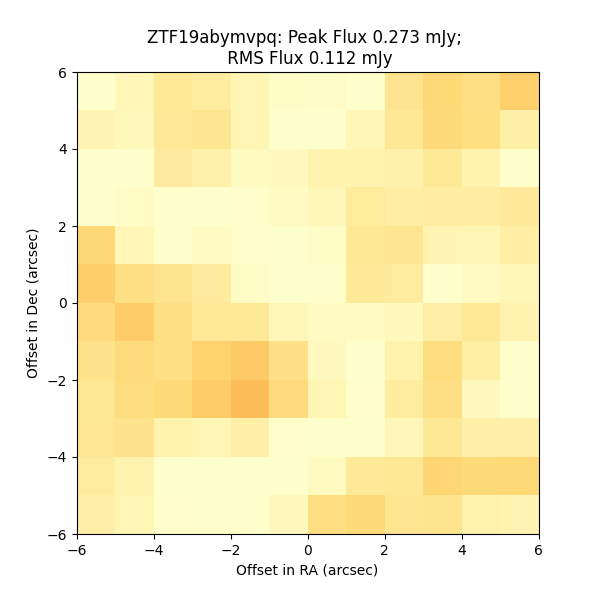 ZTF19abymvpq: Peak Flux 0.273 mJy;
RMS Flux 0.112 mJy
6
4
2
0
−2
−4
−6
Offset in Dec (arcsec)
−6 −4 −2 0 2 4 6
Offset in RA (arcsec)